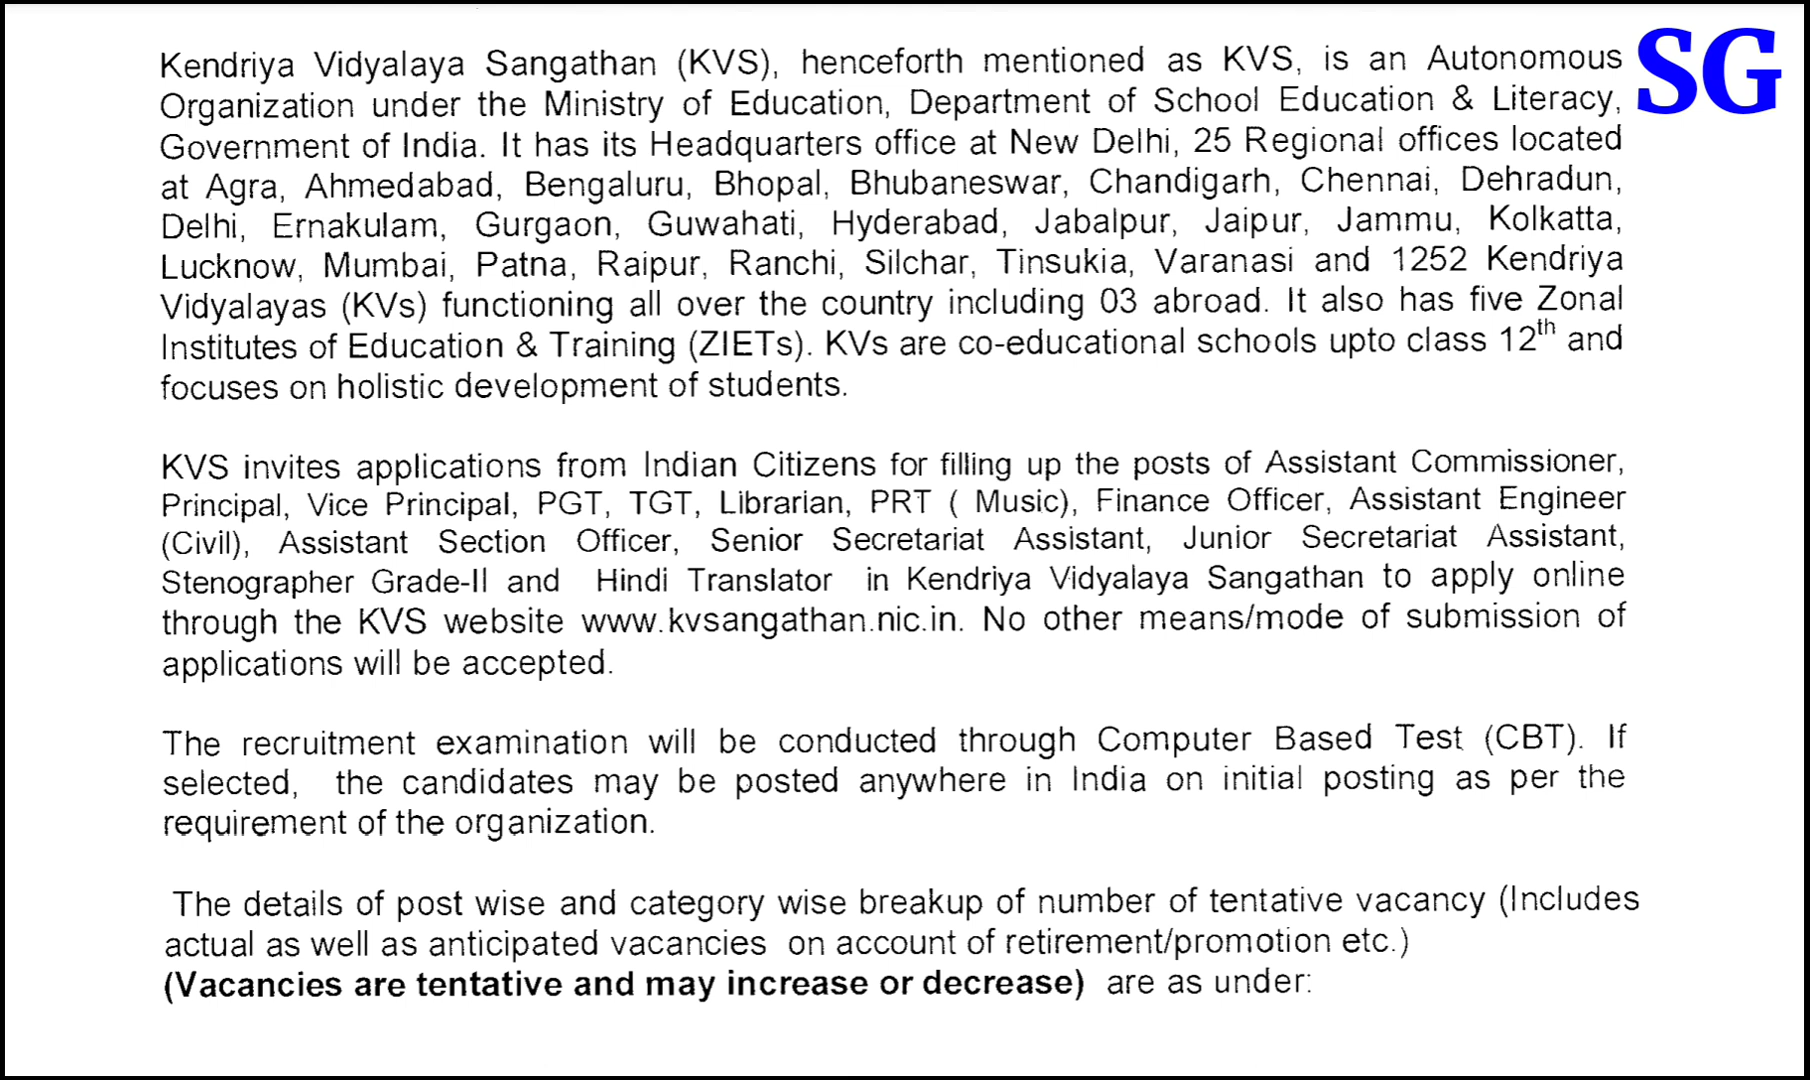 Kendriya Vidyalaya Sangathan (KVS), henceforth mentioned as KVS, is an Autonomous
SG
Organization under the Ministry of Education, Department of School Education & Literacy,
Government of India. It has its Headquarters office at New Delhi, 25 Regional offices located
at Agra, Ahmedabad, Bengaluru, Bhopal, Bhubaneswar, Chandigarh, Chennai, Dehradun,
Delhi, Ernakulam, Gurgaon, Guwahati, Hyderabad, Jabalpur, Jaipur, Jammu, Kolkatta,
Lucknow, Mumbai, Patna, Raipur, Ranchi, Silchar, Tinsukia, Varanasi and 1252 Kendriya
Vidyalayas (KVs) functioning all over the country including 03 abroad. It also has five Zonal
Institutes of Education & Training (ZIETs). KVs are co-educational schools upto class 12th and
focuses on holistic development of students.
KVS invites applications from Indian Citizens for filling up the posts of Assistant Commissioner,
Principal, Vice Principal, PGT, TGT, Librarian, PRT ( Music), Finance Officer, Assistant Engineer
(Civil), Assistant Section Officer, Senior Secretariat Assistant, Junior Secretariat Assistant,
Stenographer Grade-II and Hindi Translator in Kendriya Vidyalaya Sangathan to apply online
through the KVS website www.kvsangathan.nic.in. No other means/mode of submission of
applications will be accepted.
The recruitment examination will be conducted through Computer Based Test (CBT). If
selected, the candidates may be posted anywhere in India on initial posting as per the
requirement of the organization.
The details of post wise and category wise breakup of number of tentative vacancy (Includes
actual as well as anticipated vacancies on account of retirement/promotion etc.)
(Vacancies are tentative and may increase or decrease) are as under: